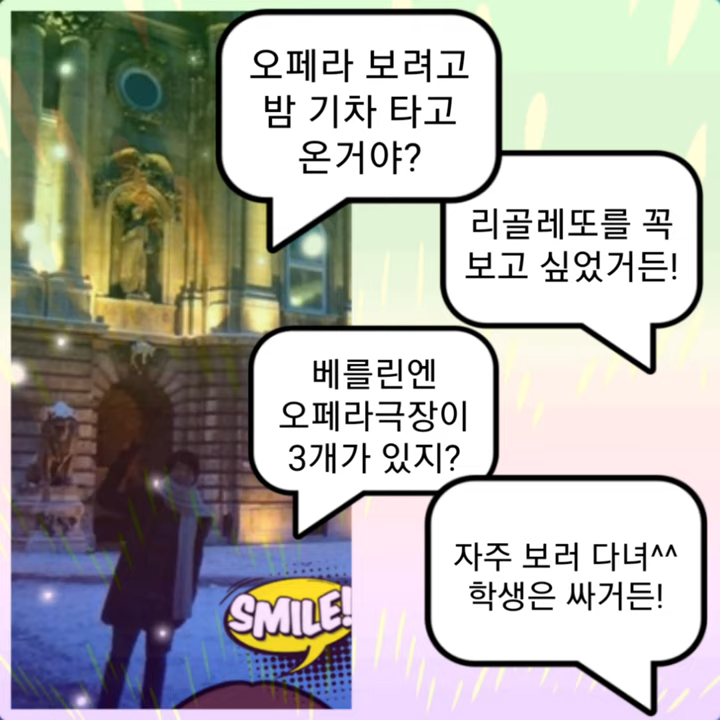 오페라 보려고
밤 기차 타고
온거야?
리골레또를 꼭
보고 싶었거든!
베를린엔
오페라극장이
3개가 있지?
자주 보러 다녀^^
학생은 싸거든!
SMILE!